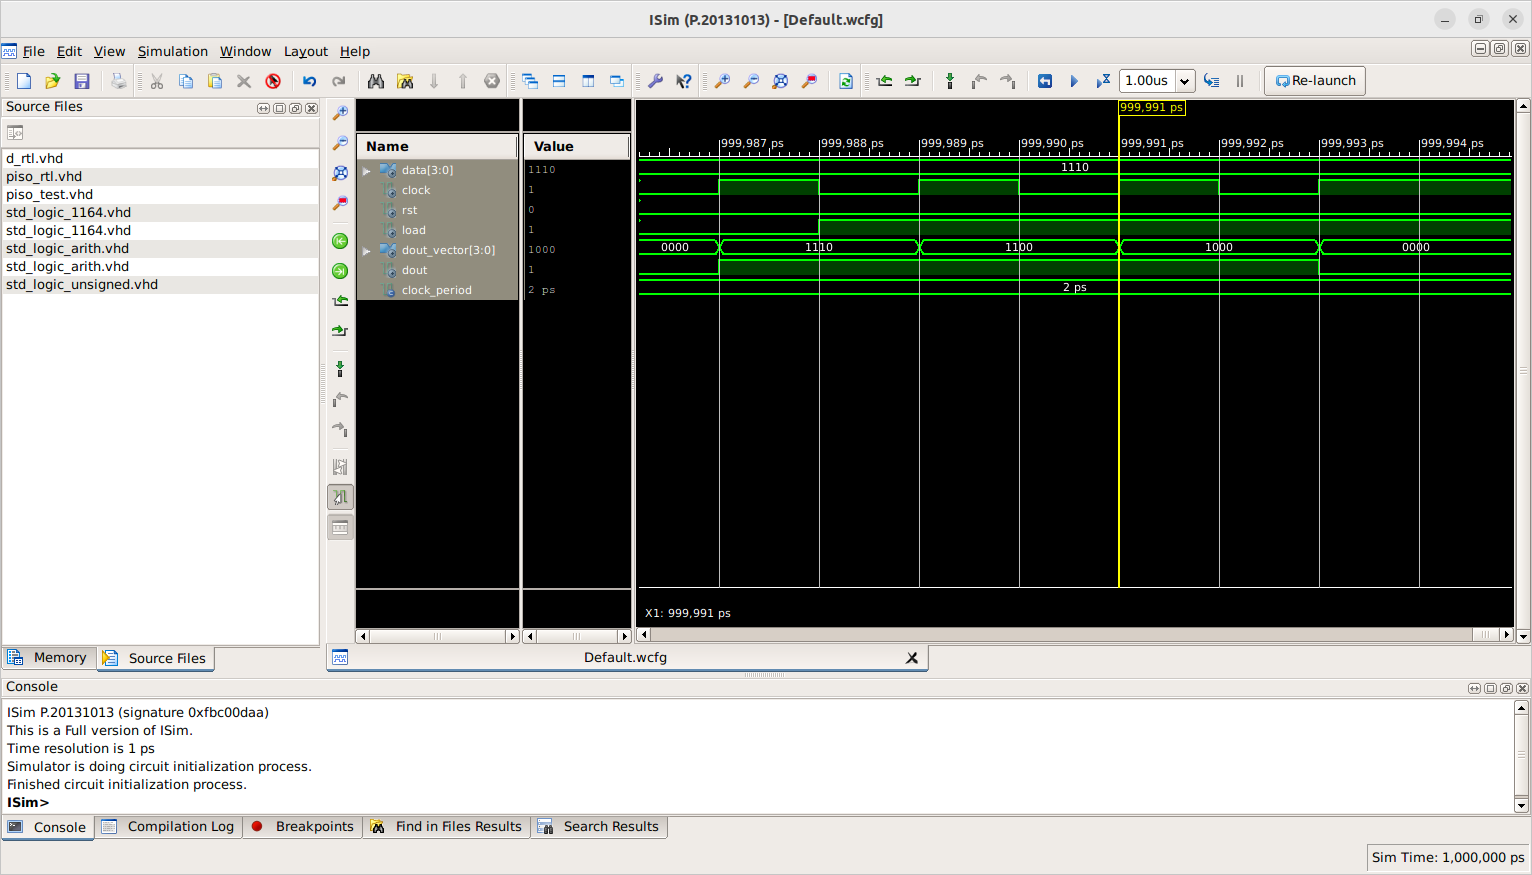 ISim (P.20131013) - [Default.wcfg]
File Edit View Simulation Window Layout Help
1.00us Re-launch
Source Files
d_rtl.vhd
piso_rtl.vhd
piso_test.vhd
std_logic_1164.vhd
std_logic_1164.vhd
std_logic_arith.vhd
std_logic_arith.vhd
std_logic_unsigned.vhd
Memory Source Files
Name Value
data[3:0] 1110
clock 1
rst 0
load 1
dout_vector[3:0] 1000
dout 1
clock_period 2 ps
999,991 ps
999,987 ps 999,988 ps 999,989 ps 999,990 ps 999,991 ps 999,992 ps 999,993 ps 999,994 ps
1110
0000 1110 1100 1000 0000
2 ps
X1: 999,991 ps
Default.wcfg
Console
ISim P.20131013 (signature 0xfbc00daa)
This is a Full version of ISim.
Time resolution is 1 ps
Simulator is doing circuit initialization process.
Finished circuit initialization process.
ISim>
Console Compilation Log Breakpoints Find in Files Results Search Results
Sim Time: 1,000,000 ps